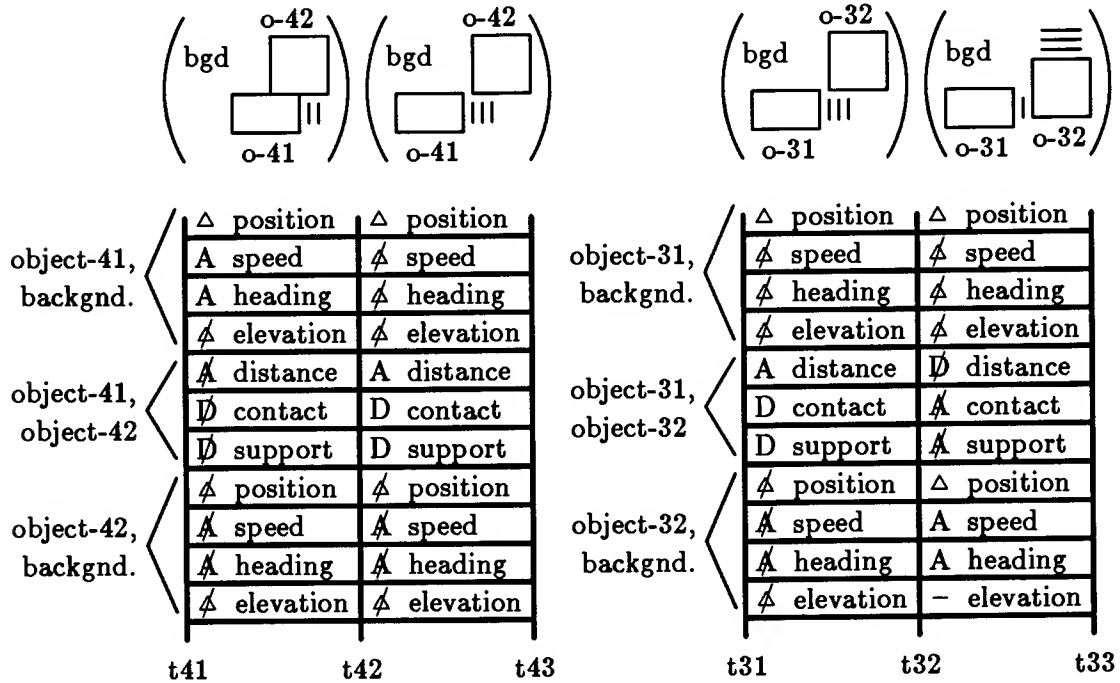 o-42 o-42 o-32
bgd bgd bgd bgd
o-41 o-41 o-31 o-31 o-32
object-41,
backgnd.
△ position △ position
A speed △̸ speed
A heading △̸ heading
△̸ elevation △̸ elevation
object-41,
object-42
A̸ distance A distance
D̸ contact D contact
D̸ support D support
object-42,
backgnd.
△̸ position △̸ position
A̸ speed A̸ speed
A̸ heading A̸ heading
△̸ elevation △̸ elevation
t41 t42 t43
object-31,
backgnd.
△ position △ position
△̸ speed △̸ speed
△̸ heading △̸ heading
△̸ elevation △̸ elevation
object-31,
object-32
A distance D̸ distance
D contact A̸ contact
D support A̸ support
object-32,
backgnd.
△̸ position △ position
A̸ speed A speed
A̸ heading A heading
△̸ elevation − elevation
t31 t32 t33